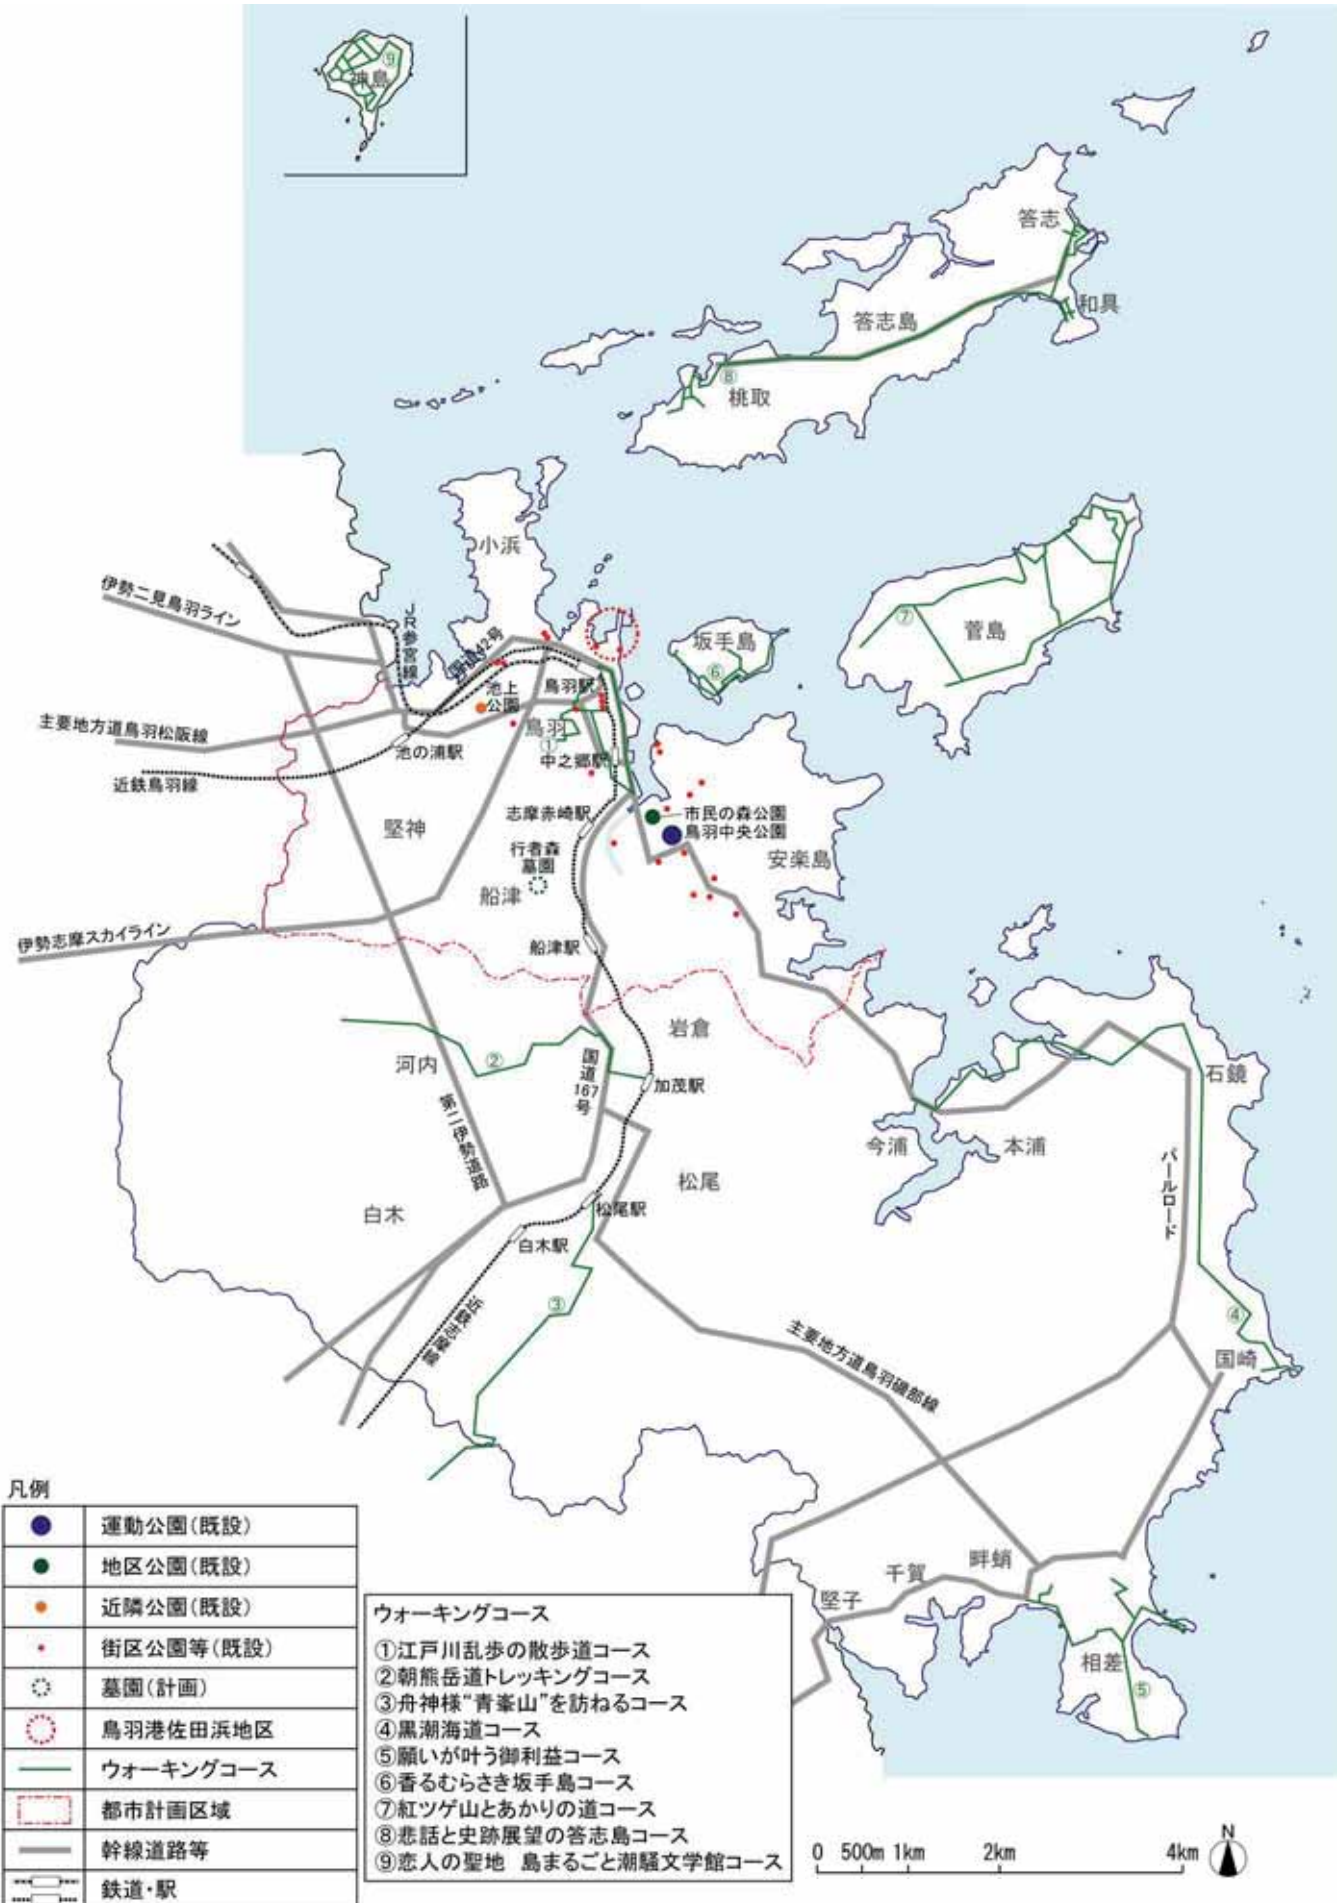 ⑨
神島
答志
和具
答志島
⑧
桃取
小浜
伊勢二見鳥羽ライン
JR参宮線
国道42号
坂手島
⑥
⑦
菅島
池上
公園
鳥羽駅
鳥羽
①
中之郷駅
主要地方道鳥羽松阪線
池の浦駅
近鉄鳥羽線
堅神
志摩赤崎駅
市民の森公園
鳥羽中央公園
行者森
墓園
安楽島
船津
伊勢志摩スカイライン
船津駅
岩倉
河内
②
国道167号
加茂駅
石鏡
第二伊勢道路
今浦
本浦
パールロード
松尾
白木
松尾駅
白木駅
③
近鉄志摩線
④
主要地方道鳥羽磯部線
国崎
畔蛸
千賀
堅子
相差
⑤
凡例
運動公園(既設)
地区公園(既設)
近隣公園(既設)
街区公園等(既設)
墓園(計画)
鳥羽港佐田浜地区
ウォーキングコース
都市計画区域
幹線道路等
鉄道・駅
ウォーキングコース
①江戸川乱歩の散歩道コース
②朝熊岳道トレッキングコース
③舟神様“青峯山”を訪ねるコース
④黒潮海道コース
⑤願いが叶う御利益コース
⑥香るむらさき坂手島コース
⑦紅ツゲ山とあかりの道コース
⑧悲話と史跡展望の答志島コース
⑨恋人の聖地 島まるごと潮騒文学館コース
0 500m 1km 2km 4km
N